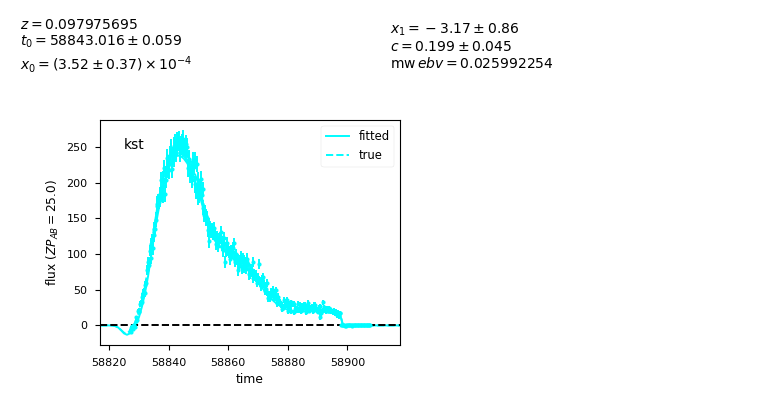 z = 0.097975695
t₀ = 58843.016 ± 0.059
x₀ = (3.52 ± 0.37) × 10⁻⁴
x₁ = −3.17 ± 0.86
c = 0.199 ± 0.045
mw ebv = 0.025992254
kst
fitted
true
flux (ZP_AB = 25.0)
250
200
150
100
50
0
58820 58840 58860 58880 58900
time